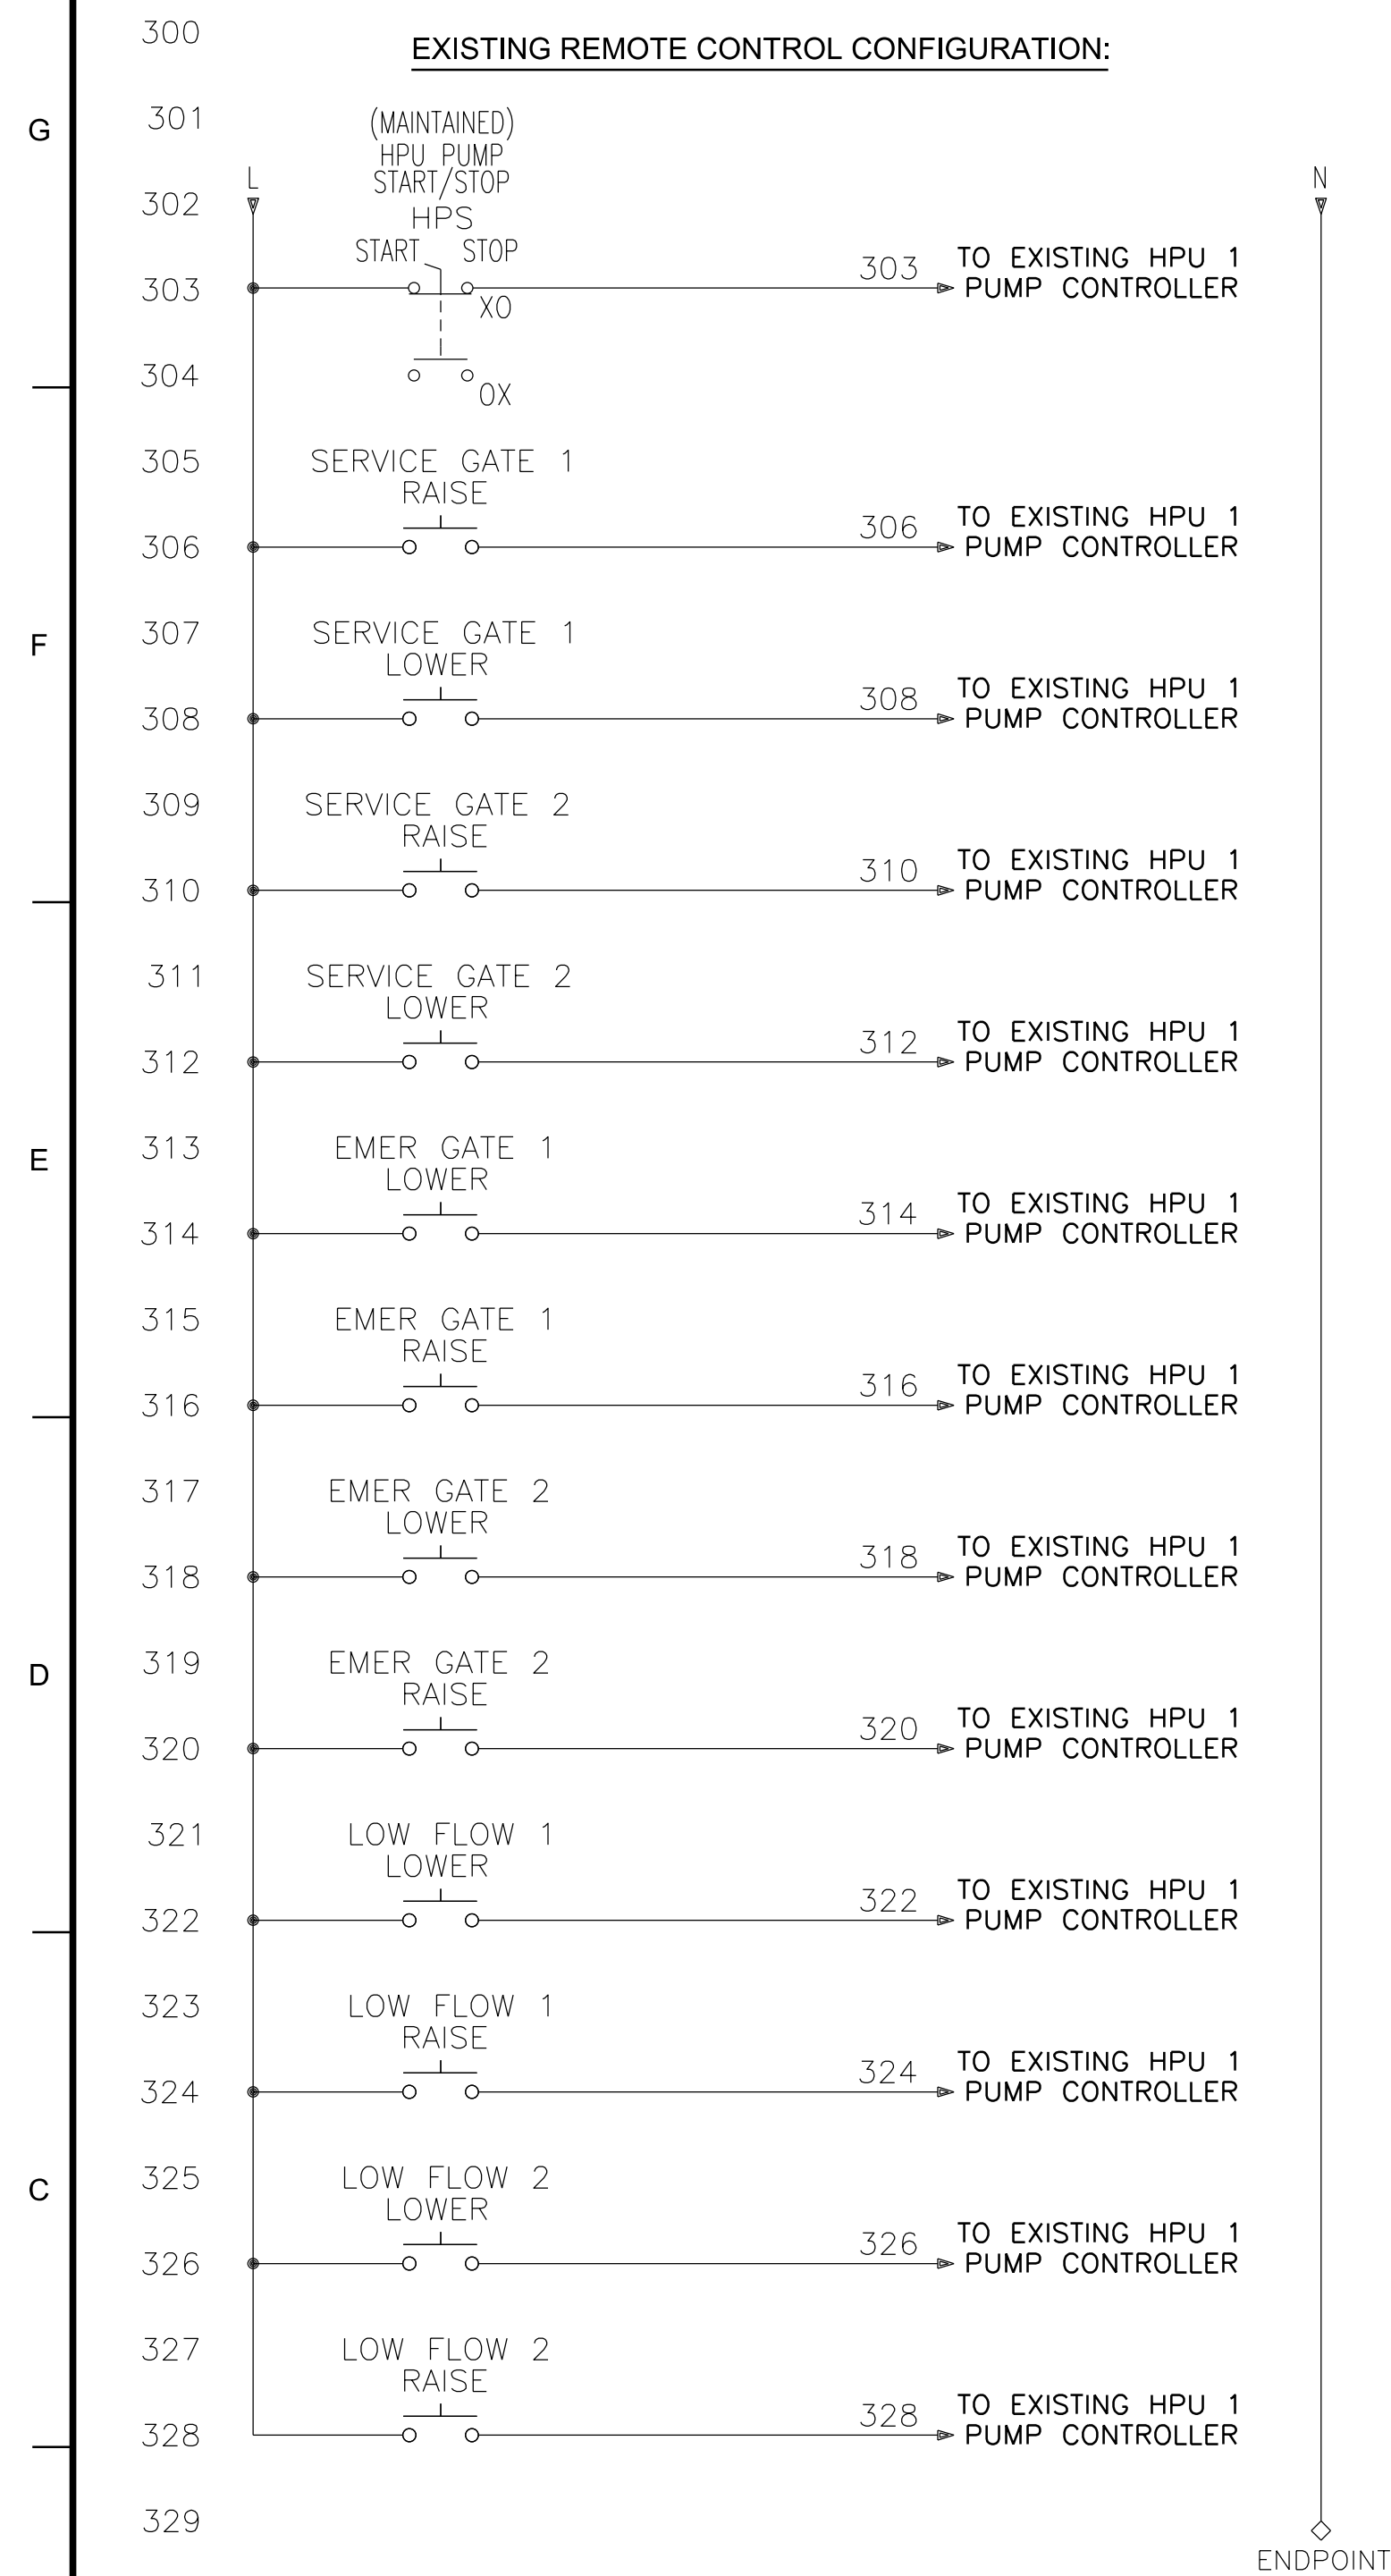 300
EXISTING REMOTE CONTROL CONFIGURATION:
301
G
(MAINTAINED)
HPU PUMP
START/STOP
L
N
302
HPS
START STOP
303
303
TO EXISTING HPU 1
PUMP CONTROLLER
XO
304
OX
305
SERVICE GATE 1
RAISE
306
306
TO EXISTING HPU 1
PUMP CONTROLLER
F
307
SERVICE GATE 1
LOWER
308
308
TO EXISTING HPU 1
PUMP CONTROLLER
309
SERVICE GATE 2
RAISE
310
310
TO EXISTING HPU 1
PUMP CONTROLLER
311
SERVICE GATE 2
LOWER
312
312
TO EXISTING HPU 1
PUMP CONTROLLER
E
313
EMER GATE 1
LOWER
314
314
TO EXISTING HPU 1
PUMP CONTROLLER
315
EMER GATE 1
RAISE
316
316
TO EXISTING HPU 1
PUMP CONTROLLER
317
EMER GATE 2
LOWER
318
318
TO EXISTING HPU 1
PUMP CONTROLLER
D
319
EMER GATE 2
RAISE
320
320
TO EXISTING HPU 1
PUMP CONTROLLER
321
LOW FLOW 1
LOWER
322
322
TO EXISTING HPU 1
PUMP CONTROLLER
323
LOW FLOW 1
RAISE
324
324
TO EXISTING HPU 1
PUMP CONTROLLER
C
325
LOW FLOW 2
LOWER
326
326
TO EXISTING HPU 1
PUMP CONTROLLER
327
LOW FLOW 2
RAISE
328
328
TO EXISTING HPU 1
PUMP CONTROLLER
329
ENDPOINT